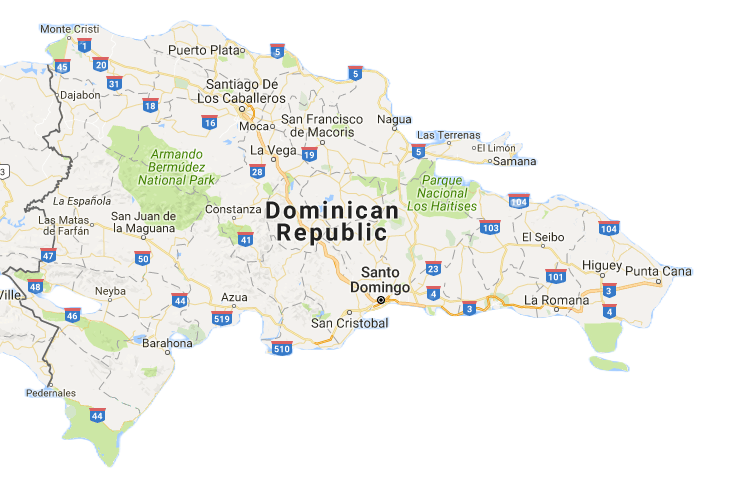 Monte Cristi
1
Puerto Plata
5
45
20
5
31
Santiago De
Los Caballeros
Dajabon
18
16
Moca
San Francisco
de Macoris
Nagua
Las Terrenas
El Limón
Samana
5
La Vega
19
Armando
Bermúdez
National Park
3
28
Parque
Nacional
Los Haitises
La Española
104
Constanza
Dominican
Republic
Las Matas
de Farfán
San Juan de
la Maguana
103
104
El Seibo
41
47
50
23
101
Higuey
Punta Cana
Santo
Domingo
48
Ville
Neyba
44
Azua
4
3
La Romana
3
4
46
519
San Cristobal
Barahona
510
Pedernales
44